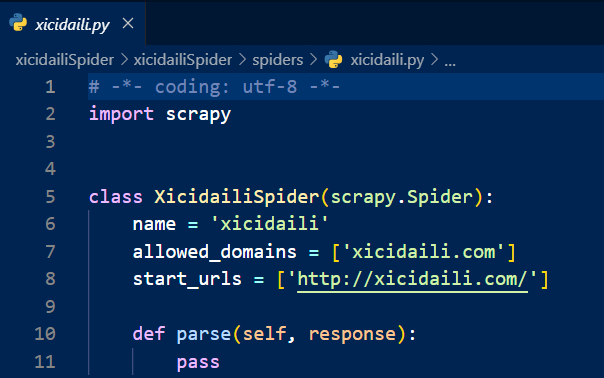 xicidaili.py ×
xicidailiSpider > xicidailiSpider > spiders > xicidaili.py > ...
1 # -*- coding: utf-8 -*-
2 import scrapy
3
4
5 class XicidailiSpider(scrapy.Spider):
6     name = 'xicidaili'
7     allowed_domains = ['xicidaili.com']
8     start_urls = ['http://xicidaili.com/']
9
10     def parse(self, response):
11         pass